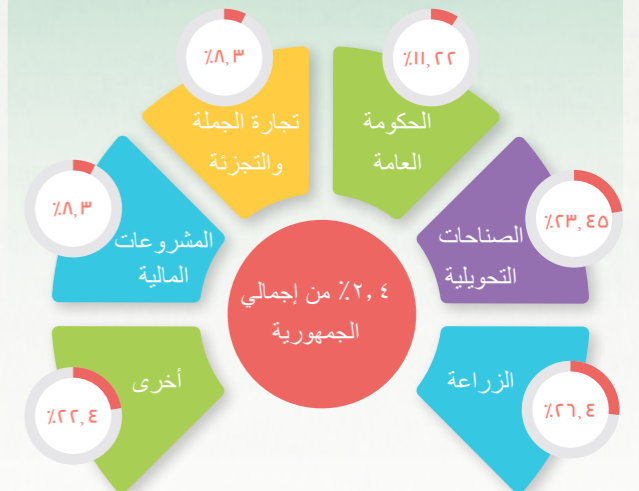 ٪١١,٢٢
الحكومة
العامة
٪٨,٣
تجارة الجملة
والتجزئة
٪٢٣,٤٥
الصناحات
التحويلية
٪٨,٣
المشروعات
المالية
٪٢,٤ من إجمالي
الجمهورية
الزراعة
٪٢٦,٤
أخرى
٪٢٢,٤